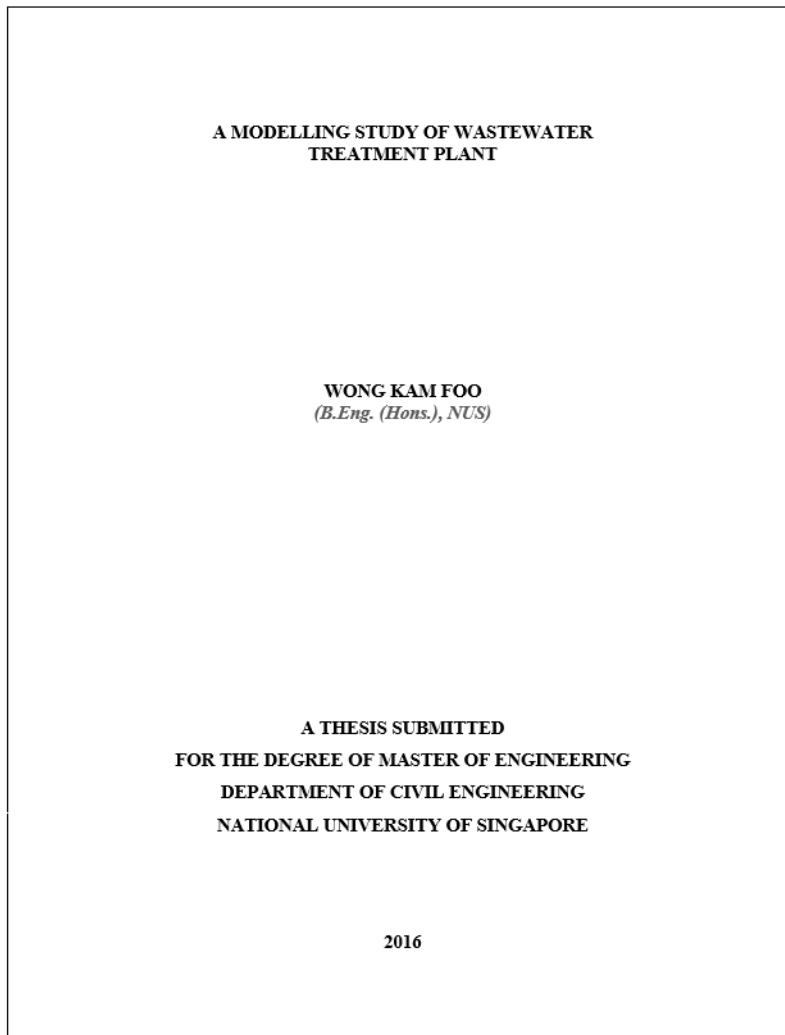 A MODELLING STUDY OF WASTEWATER
TREATMENT PLANT
WONG KAM FOO
(B.Eng. (Hons.), NUS)
A THESIS SUBMITTED
FOR THE DEGREE OF MASTER OF ENGINEERING
DEPARTMENT OF CIVIL ENGINEERING
NATIONAL UNIVERSITY OF SINGAPORE
2016